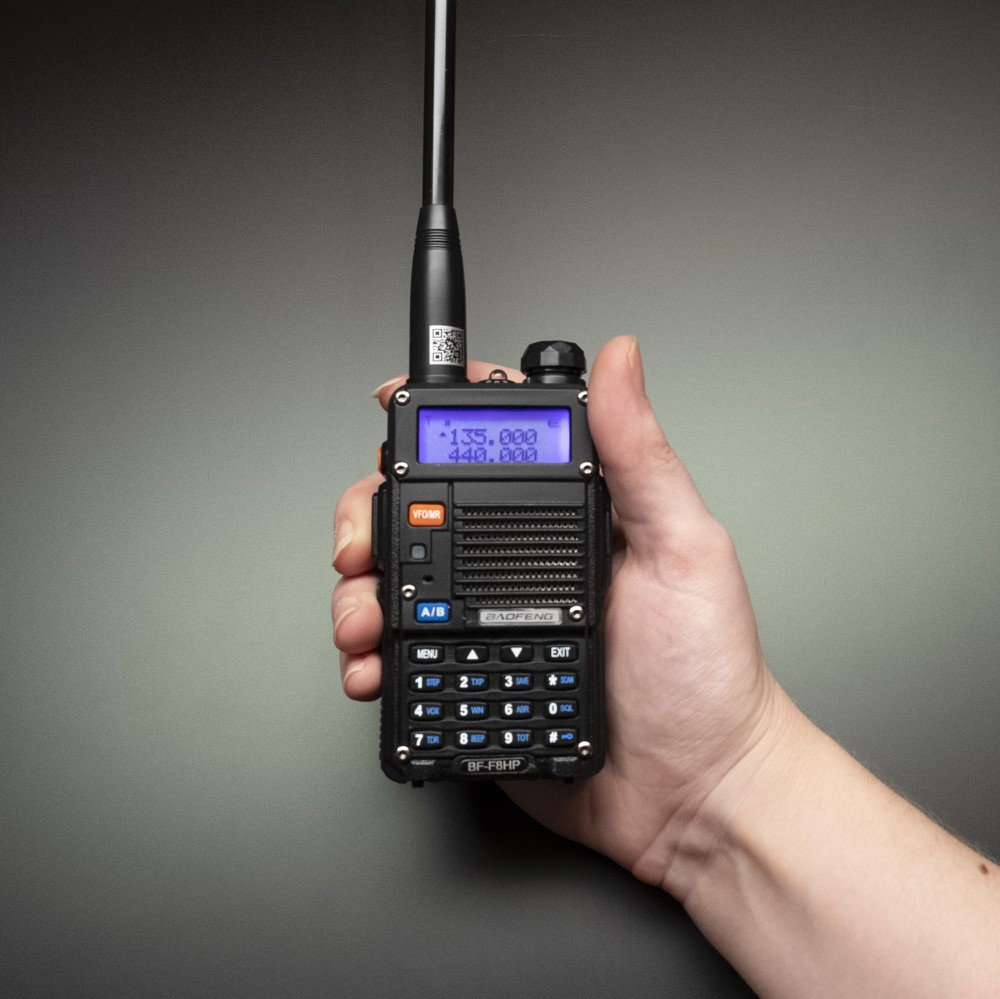 135.000
440.000
VFO/MR
A/B
BAOFENG
MENU ▲ ▼ EXIT
1 STEP 2 TXP 3 SAVE * SCAN
4 VOX 5 WN 6 ABR 0 SQL
7 TDR 8 BEEP 9 TOT #
BF-F8HP